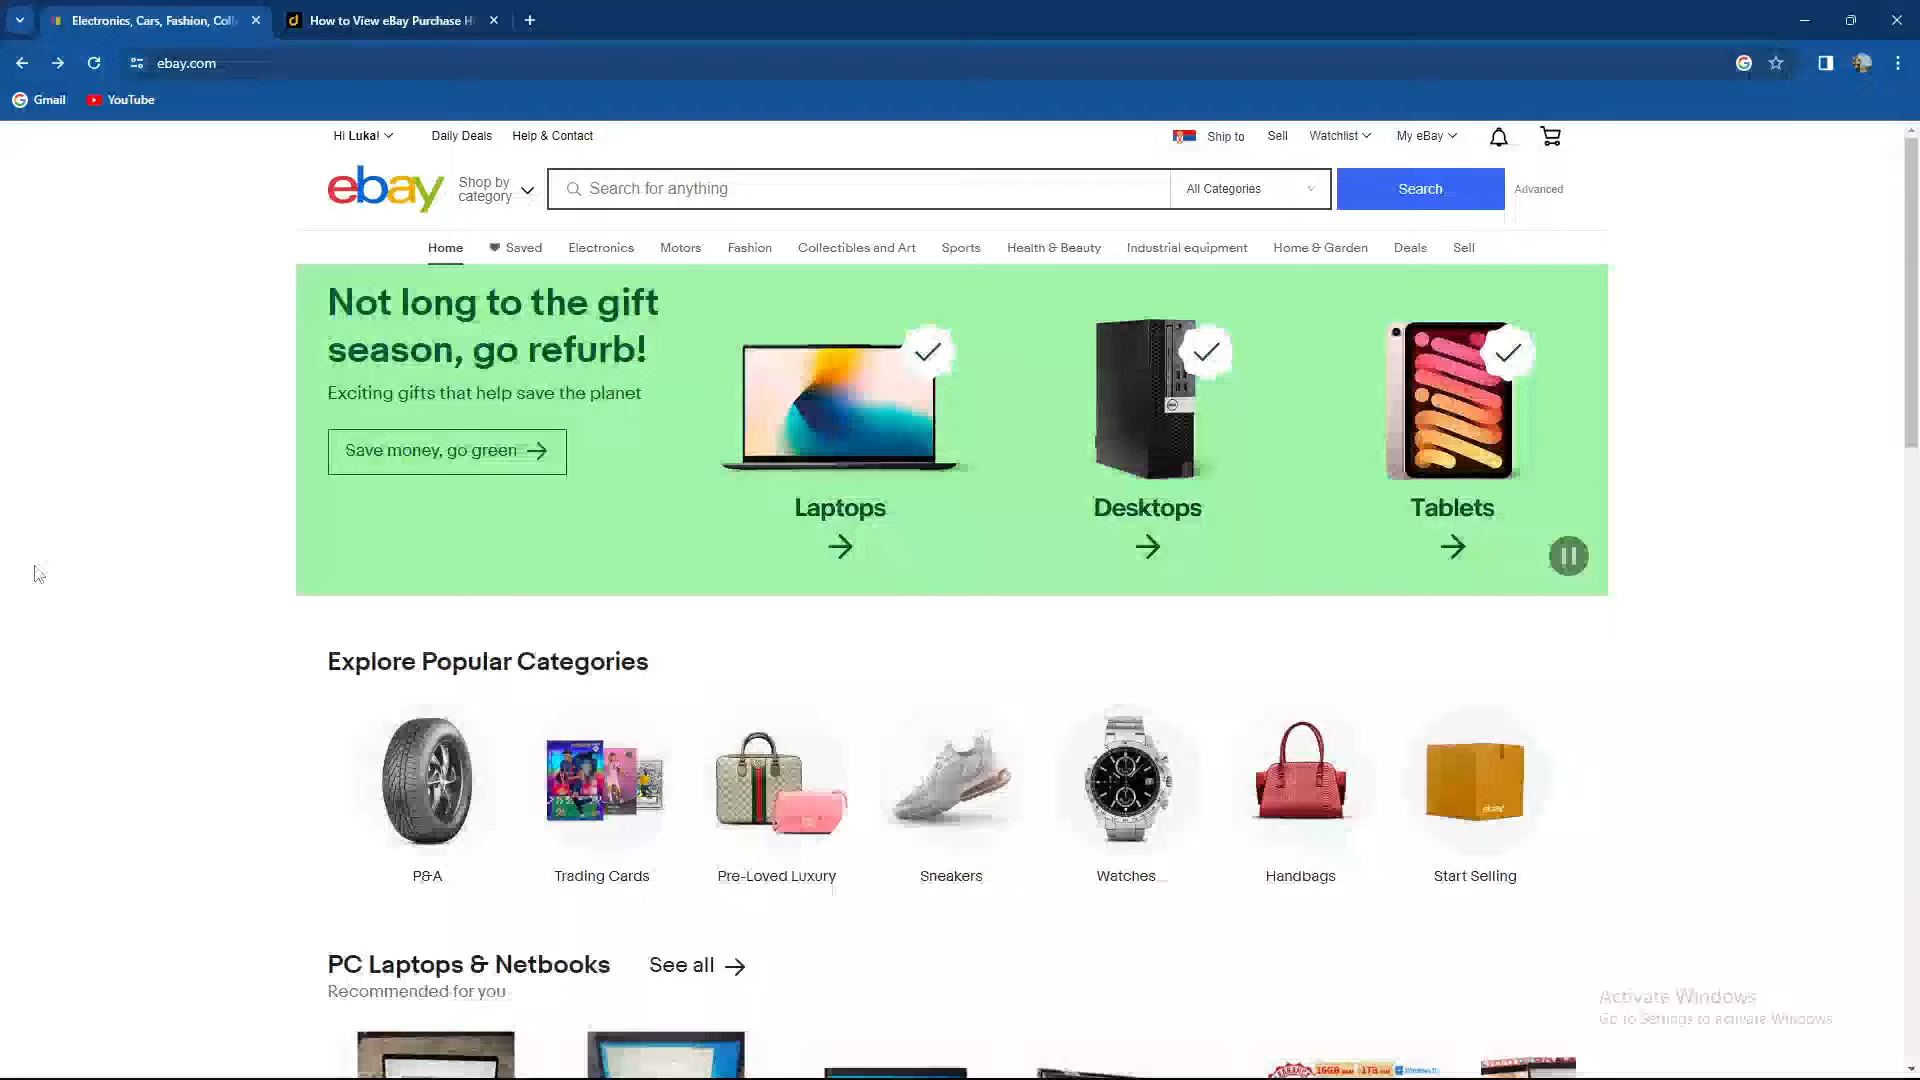 Electronics, Cars, Fashion, Coll
How to View eBay Purchase H
ebay.com
Gmail
YouTube
Hi Luka!
Daily Deals
Help & Contact
Ship to
Sell
Watchlist
My eBay
ebay
Shop by
category
Search for anything
All Categories
Search
Advanced
Home
Saved
Electronics
Motors
Fashion
Collectibles and Art
Sports
Health & Beauty
Industrial equipment
Home & Garden
Deals
Sell
Not long to the gift
season, go refurb!
Exciting gifts that help save the planet
Save money, go green
Laptops
Desktops
Tablets
Explore Popular Categories
ebay
P&A
Trading Cards
Pre-Loved Luxury
Sneakers
Watches
Handbags
Start Selling
PC Laptops & Netbooks
See all
Recommended for you
Activate Windows
Go to Settings to activate Windows.
16GB
1TB